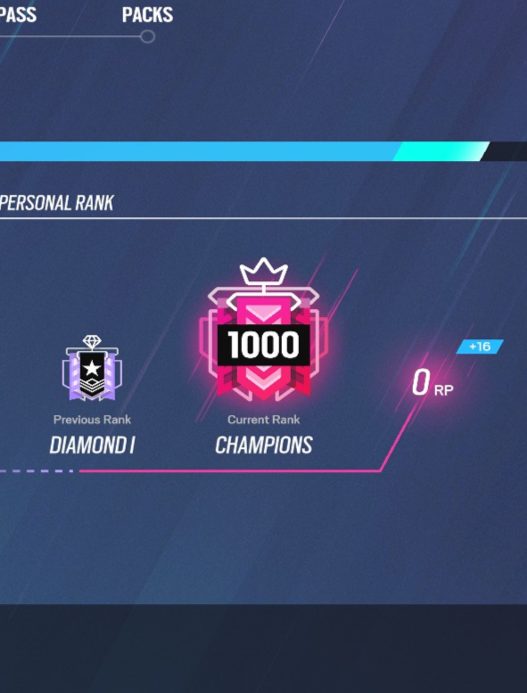 PASS PACKS
PERSONAL RANK
1000
+16
0 RP
Previous Rank Current Rank
DIAMOND I CHAMPIONS